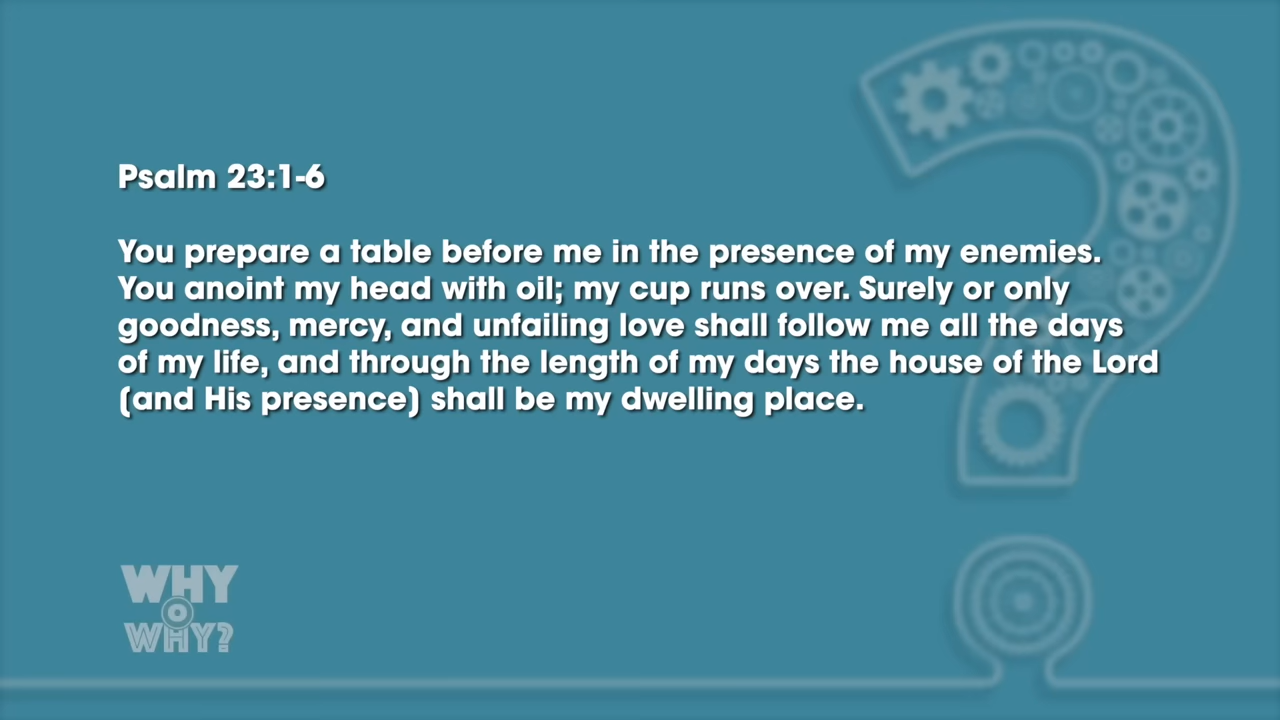 Psalm 23:1-6
You prepare a table before me in the presence of my enemies.
You anoint my head with oil; my cup runs over. Surely or only
goodness, mercy, and unfailing love shall follow me all the days
of my life, and through the length of my days the house of the Lord
(and His presence) shall be my dwelling place.
WHY
O
WHY?